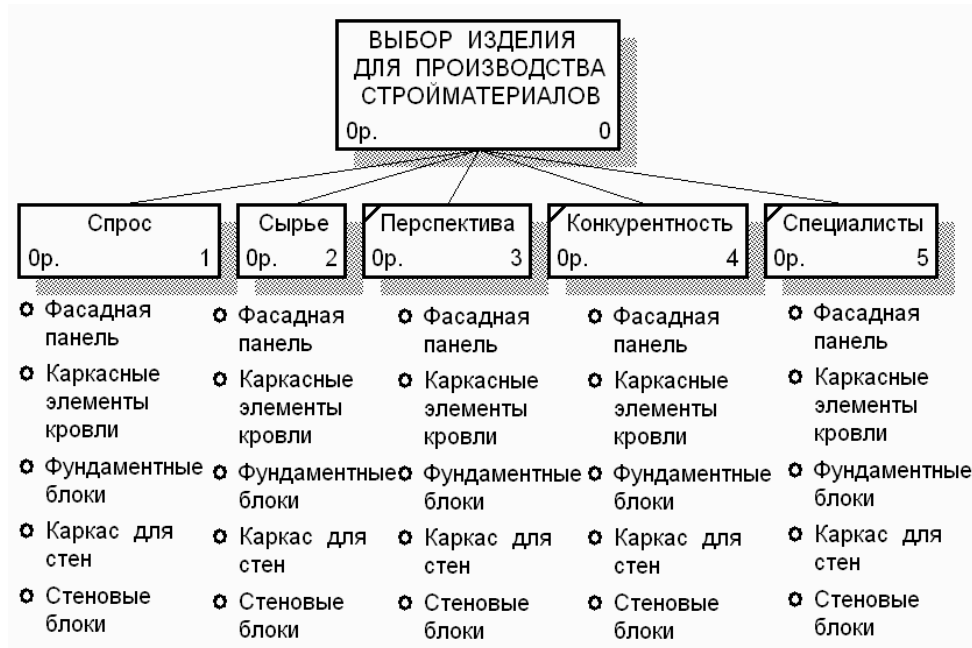 ВЫБОР ИЗДЕЛИЯ
ДЛЯ ПРОИЗВОДСТВА
СТРОЙМАТЕРИАЛОВ
0р. 0
Спрос
0р. 1
Сырье
0р. 2
Перспектива
0р. 3
Конкурентность
0р. 4
Специалисты
0р. 5
Фасадная
панель
Каркасные
элементы
кровли
Фундаментные
блоки
Каркас для
стен
Стеновые
блоки
Фасадная
панель
Каркасные
элементы
кровли
Фундаментные
блоки
Каркас для
стен
Стеновые
блоки
Фасадная
панель
Каркасные
элементы
кровли
Фундаментные
блоки
Каркас для
стен
Стеновые
блоки
Фасадная
панель
Каркасные
элементы
кровли
Фундаментные
блоки
Каркас для
стен
Стеновые
блоки
Фасадная
панель
Каркасные
элементы
кровли
Фундаментные
блоки
Каркас для
стен
Стеновые
блоки